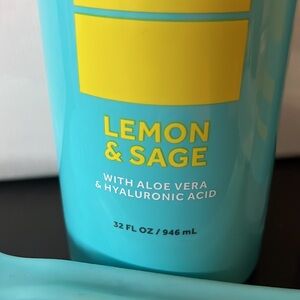 LEMON
& SAGE
WITH ALOE VERA
& HYALURONIC ACID
32 FL OZ / 946 mL